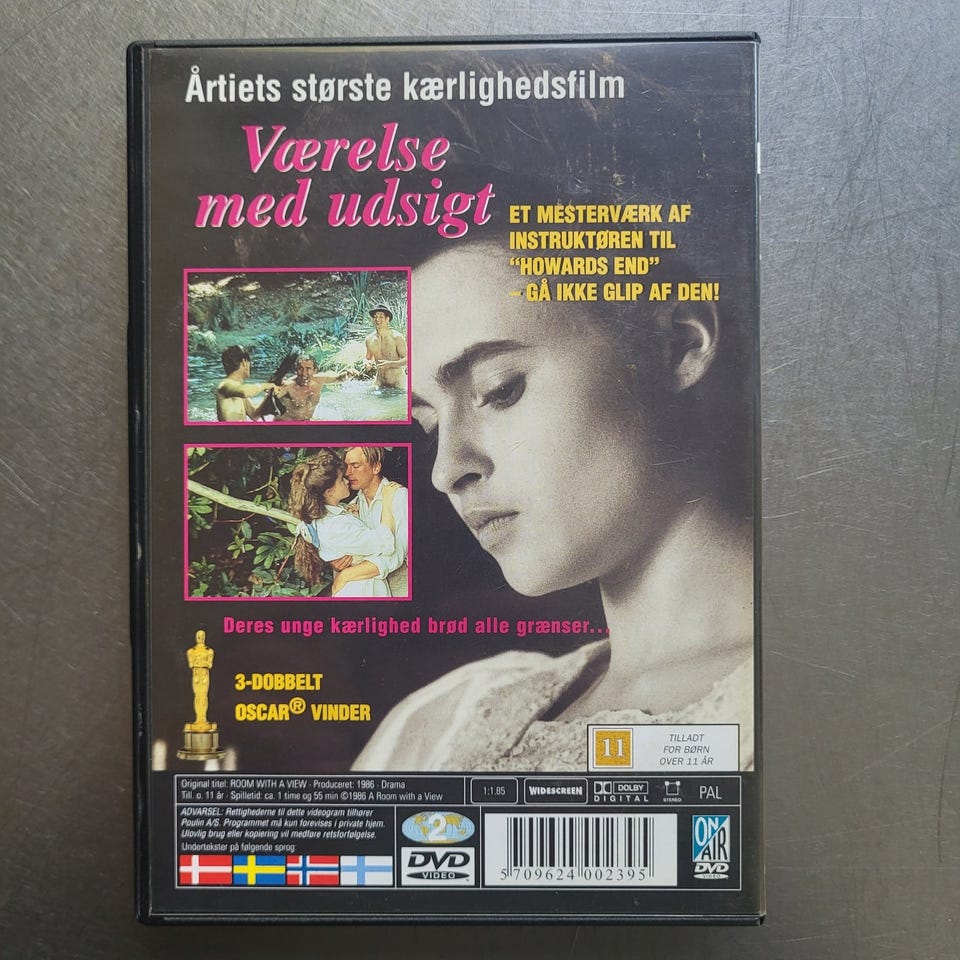 Årtiets største kærlighedsfilm
Værelse
med udsigt
ET MESTERVÆRK AF
INSTRUKTØREN TIL
“HOWARDS END”
– GÅ IKKE GLIP AF DEN!
Deres unge kærlighed brød alle grænser...
3-DOBBELT
OSCAR® VINDER
11
TILLADT
FOR BØRN
OVER 11 ÅR
Original titel: ROOM WITH A VIEW · Produceret: 1986 · Drama
Till. o. 11 år · Spilletid: ca. 1 time og 55 min ©1986 A Room with a View
1:1.85
WIDESCREEN
DOLBY
DIGITAL
STEREO
PAL
ADVARSEL: Rettighederne til dette videogram tilhører
Poulin A/S. Programmet må kun forevises i private hjem.
Ulovlig brug eller kopiering vil medføre retsforfølgelse.
Undertekster på følgende sprog:
2
DVD
VIDEO
5 709624 002395
ON
AIR
DVD
VIDEO